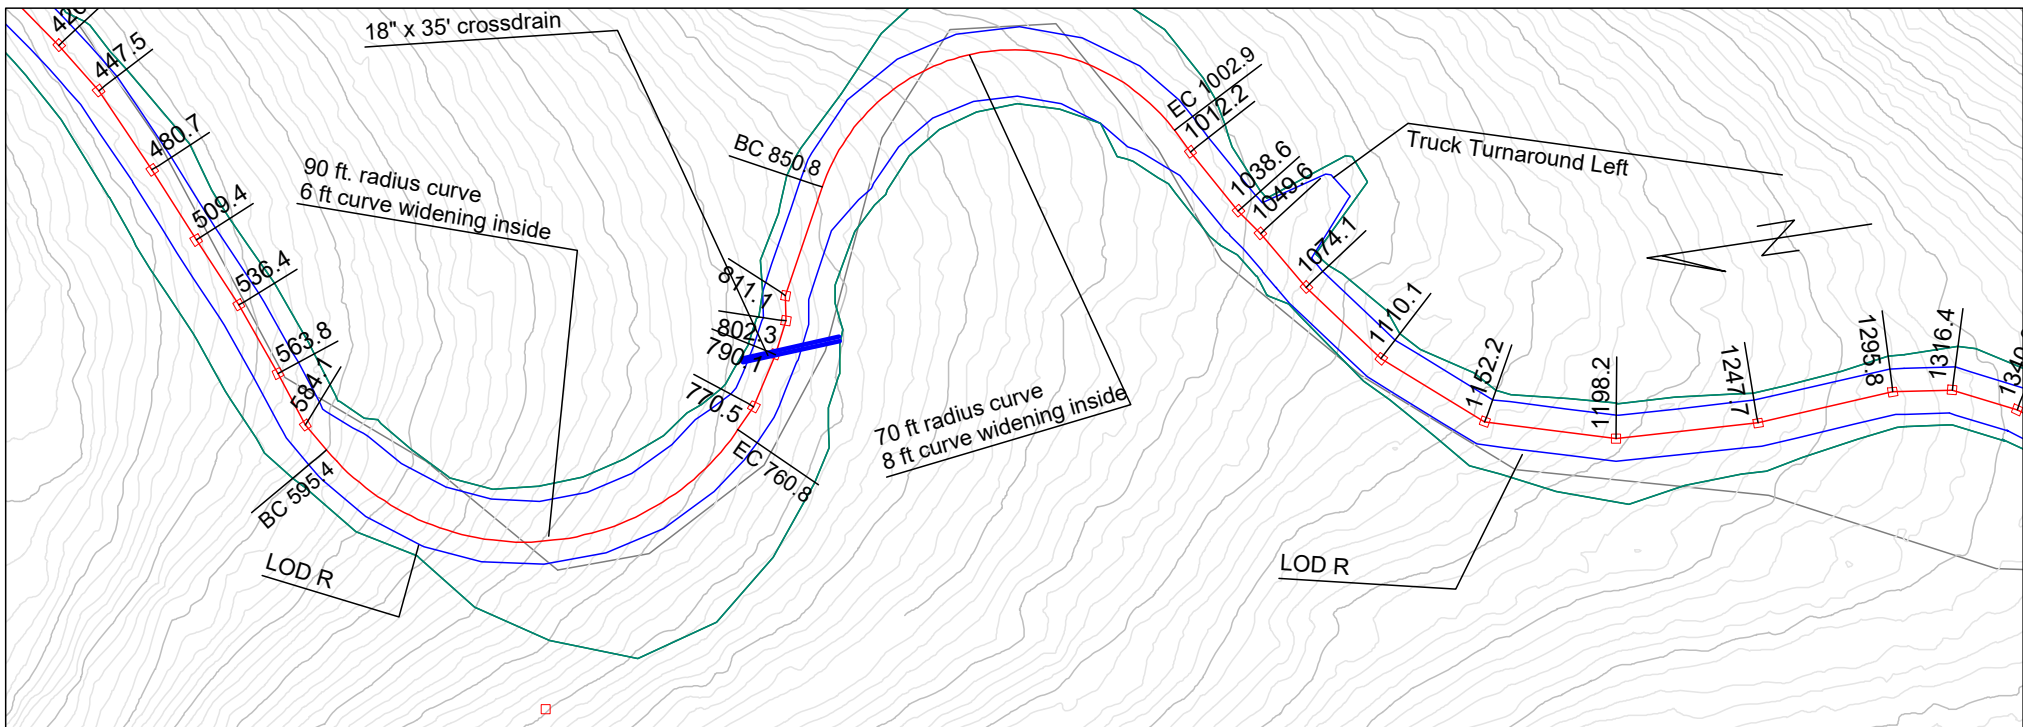 447.5
480.7
509.4
536.4
563.8
584.1
BC 595.4
LOD R
90 ft. radius curve
6 ft curve widening inside
18" x 35' crossdrain
EC 760.8
770.5
790.7
802.3
811.1
BC 850.8
70 ft radius curve
8 ft curve widening inside
EC 1002.9
1012.2
1038.6
1049.6
1074.1
Truck Turnaround Left
1110.1
1152.2
1198.2
1247.7
1295.8
1316.4
LOD R
N